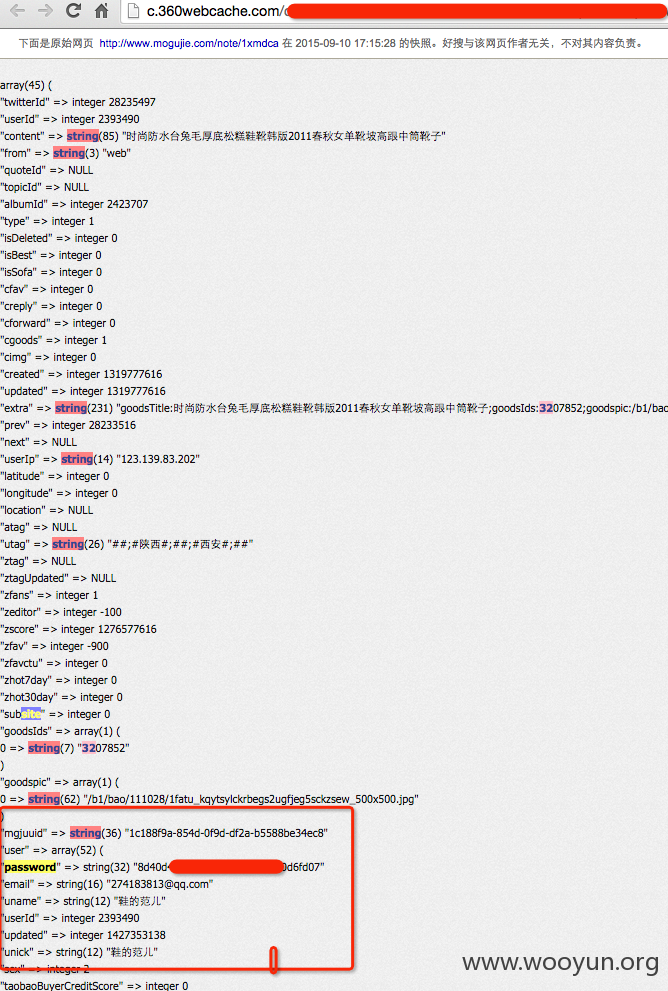 c.360webcache.com/
下面是原始网页 http://www.mogujie.com/note/1xmdca 在 2015-09-10 17:15:28 的快照。好搜与该网页作者无关，不对其内容负责。
array(45) (
"twitterId" => integer 28235497
"userId" => integer 2393490
"content" => string(85) "时尚防水台兔毛厚底松糕鞋靴韩版2011春秋女单靴坡高跟中筒靴子"
"from" => string(3) "web"
"quoteId" => NULL
"topicId" => NULL
"albumId" => integer 2423707
"type" => integer 1
"isDeleted" => integer 0
"isBest" => integer 0
"isSofa" => integer 0
"cfav" => integer 0
"creply" => integer 0
"cforward" => integer 0
"cgoods" => integer 1
"cimg" => integer 0
"created" => integer 1319777616
"updated" => integer 1319777616
"extra" => string(231) "goodsTitle:时尚防水台兔毛厚底松糕鞋靴韩版2011春秋女单靴坡高跟中筒靴子;goodsIds:3207852;goodspic:/b1/bao
"prev" => integer 28233516
"next" => NULL
"userIp" => string(14) "123.139.83.202"
"latitude" => integer 0
"longitude" => integer 0
"location" => NULL
"atag" => NULL
"utag" => string(26) "##;#陕西#;##;#西安#;##"
"ztag" => NULL
"ztagUpdated" => NULL
"zfans" => integer 1
"zeditor" => integer -100
"zscore" => integer 1276577616
"zfav" => integer -900
"zfavctu" => integer 0
"zhot7day" => integer 0
"zhot30day" => integer 0
"subsite" => integer 0
"goodsIds" => array(1) (
0 => string(7) "3207852"
)
"goodspic" => array(1) (
0 => string(62) "/b1/bao/111028/1fatu_kqytsylckrbegs2ugfjeg5sckzsew_500x500.jpg"
)
"mgjuuid" => string(36) "1c188f9a-854d-0f9d-df2a-b5588be34ec8"
"user" => array(52) (
"password" => string(32) "8d40d 0d6fd07"
"email" => string(16) "274183813@qq.com"
"uname" => string(12) "鞋的范儿"
"userId" => integer 2393490
"updated" => integer 1427353138
"unick" => string(12) "鞋的范儿"
"sex" => integer 2
"taobaoBuyerCreditScore" => integer 0
www.wooyun.org